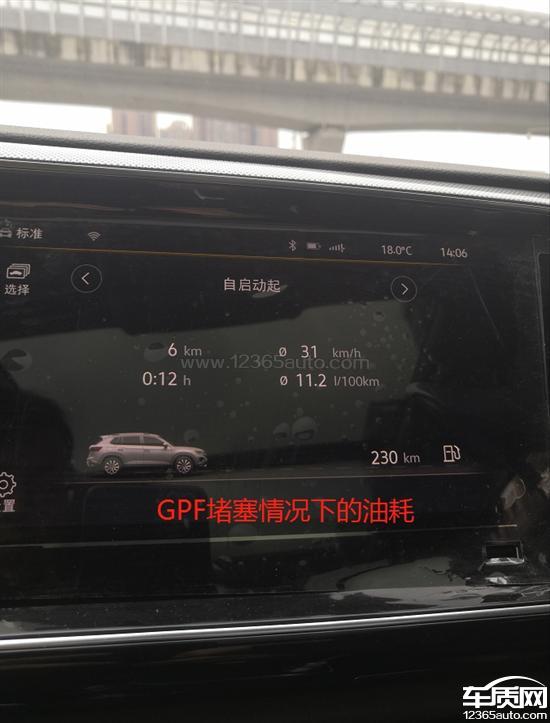 标准
18.0°C 14:06
选择
自启动起
6 km ø 31 km/h
www.12365auto.com
0:12 h ø 11.2 l/100km
230 km
置
GPF堵塞情况下的油耗
车质网
12365auto.com